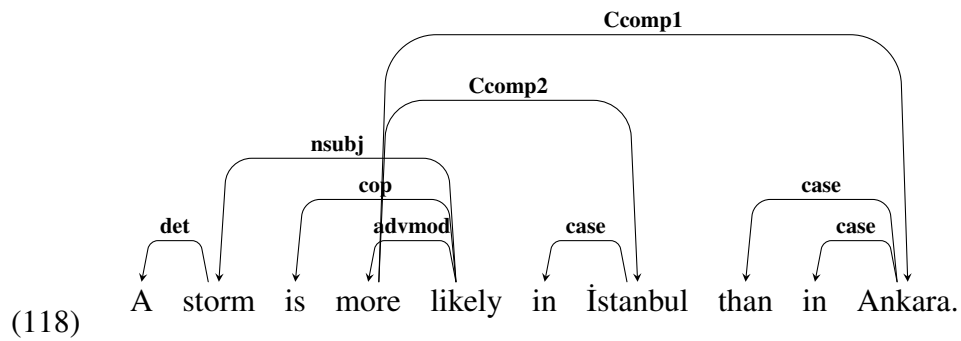 Ccomp1
Ccomp2
nsubj
cop case
det advmod case case
(118) A storm is more likely in İstanbul than in Ankara.